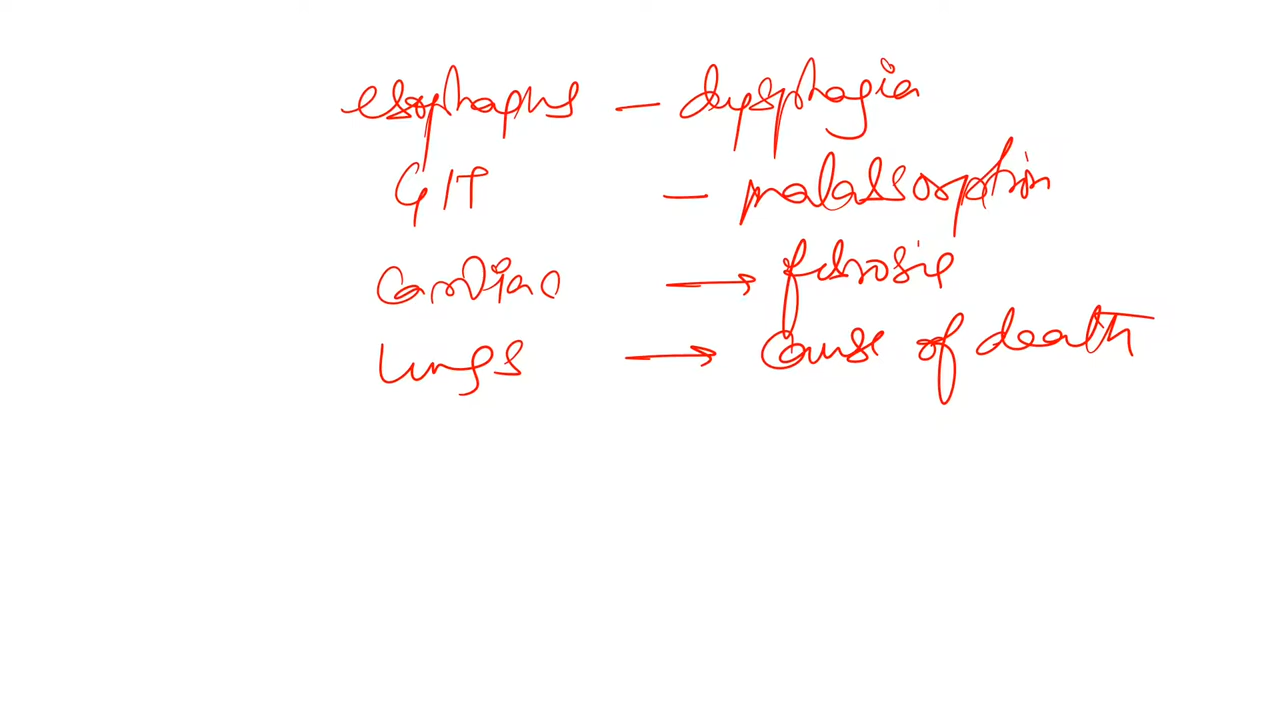 esophagus - dysphagia
GIT - malabsorption
Cardiac → fibrosis
Lungs → Cause of death